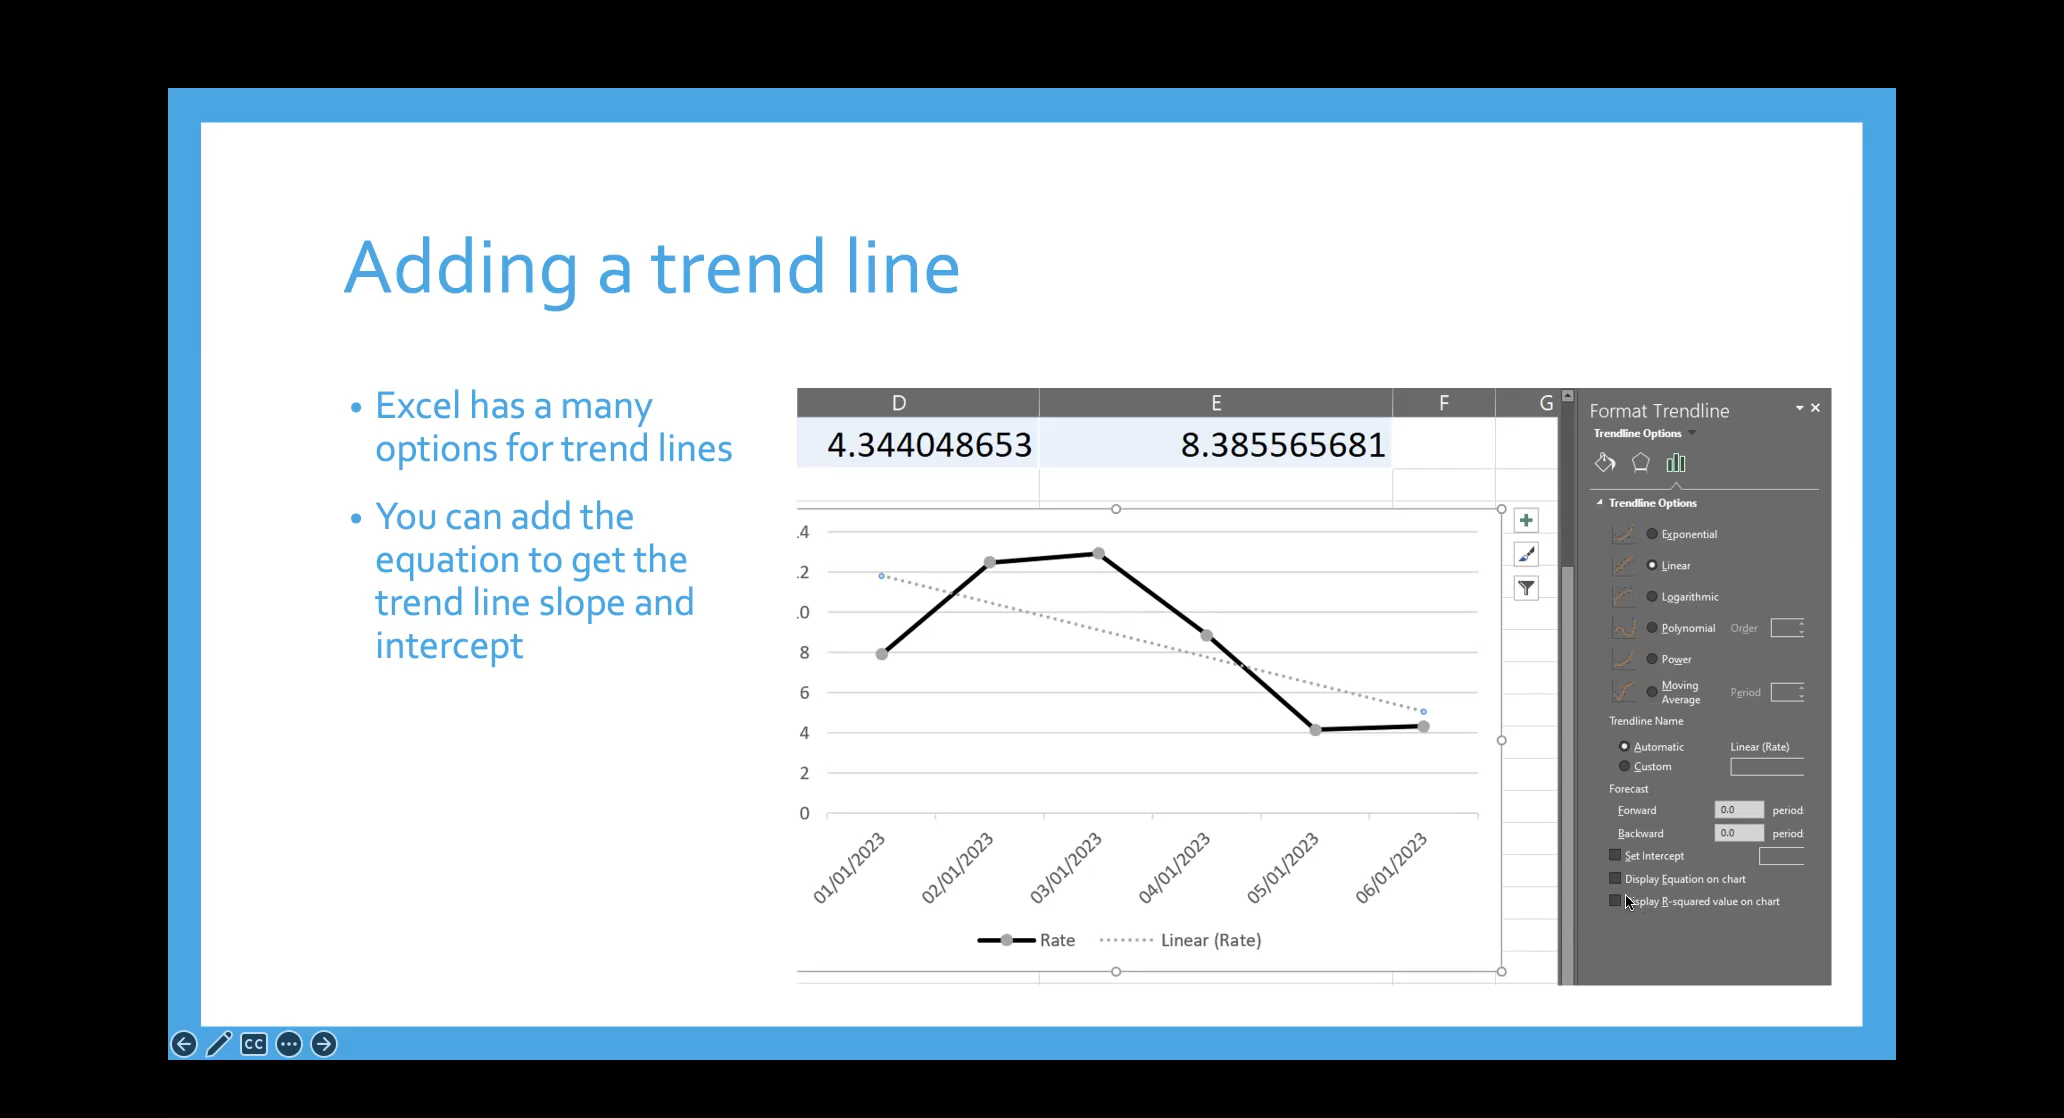 Adding a trend line
• Excel has a many
options for trend lines
• You can add the
equation to get the
trend line slope and
intercept
D E F G
4.344048653 8.385565681
.4
.2
.0
8
6
4
2
0
01/01/2023 02/01/2023 03/01/2023 04/01/2023 05/01/2023 06/01/2023
Rate Linear (Rate)
Format Trendline
Trendline Options
Trendline Options
Exponential
Linear
Logarithmic
Polynomial Order
Power
Moving
Average Period
Trendline Name
Automatic Linear (Rate)
Custom
Forecast
Forward 0.0 period
Backward 0.0 period
Set Intercept
Display Equation on chart
splay R-squared value on chart
CC